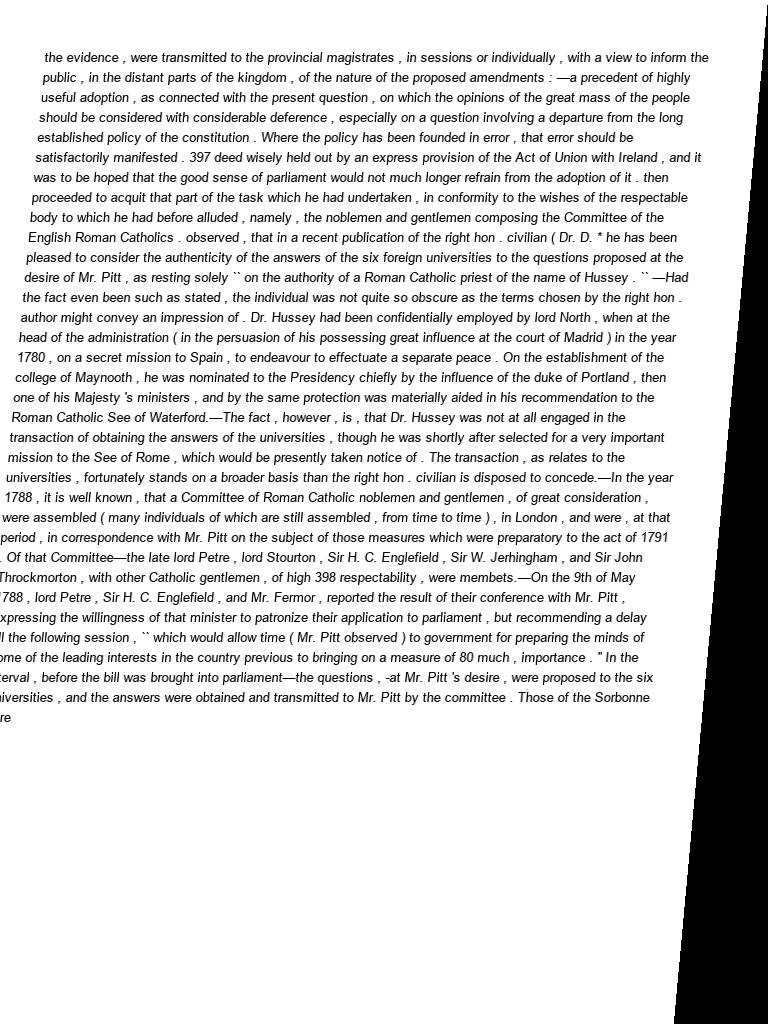 the evidence , were transmitted to the provincial magistrates , in sessions or individually , with a view to inform the
public , in the distant parts of the kingdom , of the nature of the proposed amendments : —a precedent of highly
useful adoption , as connected with the present question , on which the opinions of the great mass of the people
should be considered with considerable deference , especially on a question involving a departure from the long
established policy of the constitution . Where the policy has been founded in error , that error should be
satisfactorily manifested . 397 deed wisely held out by an express provision of the Act of Union with Ireland , and it
was to be hoped that the good sense of parliament would not much longer refrain from the adoption of it . then
proceeded to acquit that part of the task which he had undertaken , in conformity to the wishes of the respectable
body to which he had before alluded , namely , the noblemen and gentlemen composing the Committee of the
English Roman Catholics . observed , that in a recent publication of the right hon . civilian ( Dr. D. * he has been
pleased to consider the authenticity of the answers of the six foreign universities to the questions proposed at the
desire of Mr. Pitt , as resting solely `` on the authority of a Roman Catholic priest of the name of Hussey . `` —Had
the fact even been such as stated , the individual was not quite so obscure as the terms chosen by the right hon .
author might convey an impression of . Dr. Hussey had been confidentially employed by lord North , when at the
head of the administration ( in the persuasion of his possessing great influence at the court of Madrid ) in the year
1780 , on a secret mission to Spain , to endeavour to effectuate a separate peace . On the establishment of the
college of Maynooth , he was nominated to the Presidency chiefly by the influence of the duke of Portland , then
one of his Majesty 's ministers , and by the same protection was materially aided in his recommendation to the
Roman Catholic See of Waterford.—The fact , however , is , that Dr. Hussey was not at all engaged in the
transaction of obtaining the answers of the universities , though he was shortly after selected for a very important
mission to the See of Rome , which would be presently taken notice of . The transaction , as relates to the
universities , fortunately stands on a broader basis than the right hon . civilian is disposed to concede.—In the year
1788 , it is well known , that a Committee of Roman Catholic noblemen and gentlemen , of great consideration ,
were assembled ( many individuals of which are still assembled , from time to time ) , in London , and were , at that
period , in correspondence with Mr. Pitt on the subject of those measures which were preparatory to the act of 1791
. Of that Committee—the late lord Petre , lord Stourton , Sir H. C. Englefield , Sir W. Jerhingham , and Sir John
Throckmorton , with other Catholic gentlemen , of high 398 respectability , were membets.—On the 9th of May
1788 , lord Petre , Sir H. C. Englefield , and Mr. Fermor , reported the result of their conference with Mr. Pitt ,
xpressing the willingness of that minister to patronize their application to parliament , but recommending a delay
ll the following session , `` which would allow time ( Mr. Pitt observed ) to government for preparing the minds of
ome of the leading interests in the country previous to bringing on a measure of 80 much , importance . '' In the
terval , before the bill was brought into parliament—the questions , -at Mr. Pitt 's desire , were proposed to the six
iversities , and the answers were obtained and transmitted to Mr. Pitt by the committee . Those of the Sorbonne
re